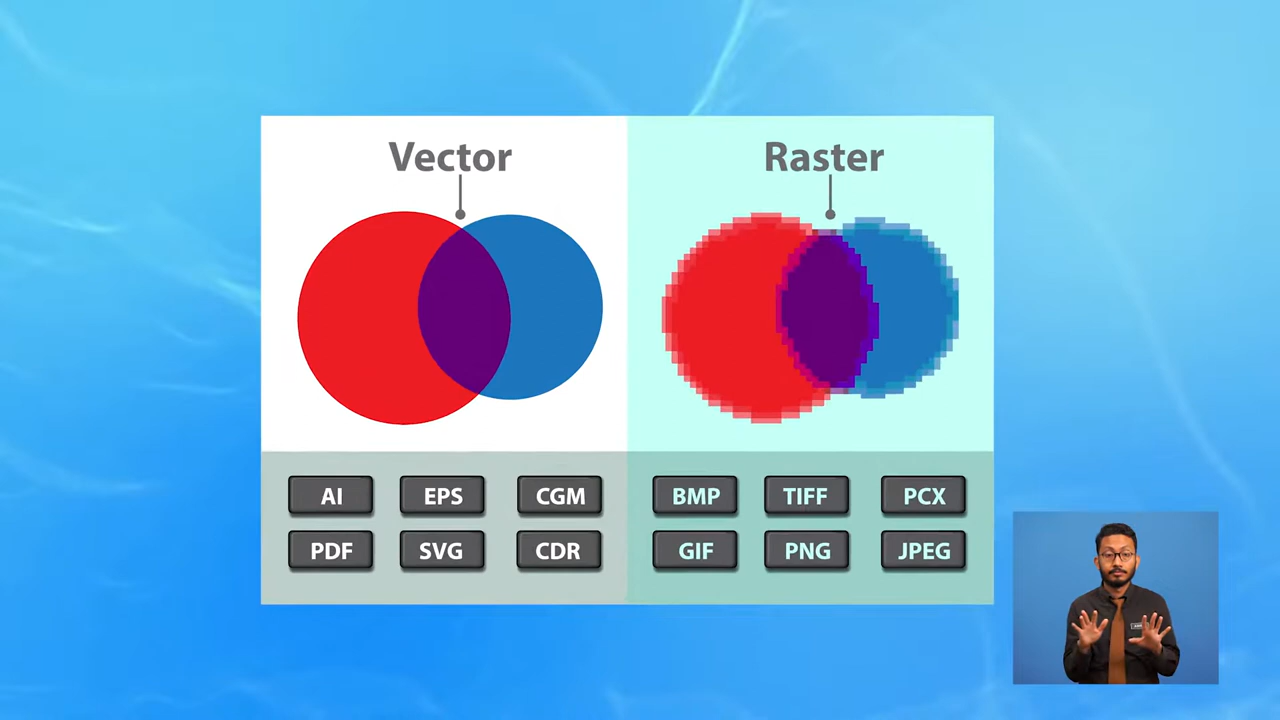 Vector
Raster
AI EPS CGM
PDF SVG CDR
BMP TIFF PCX
GIF PNG JPEG